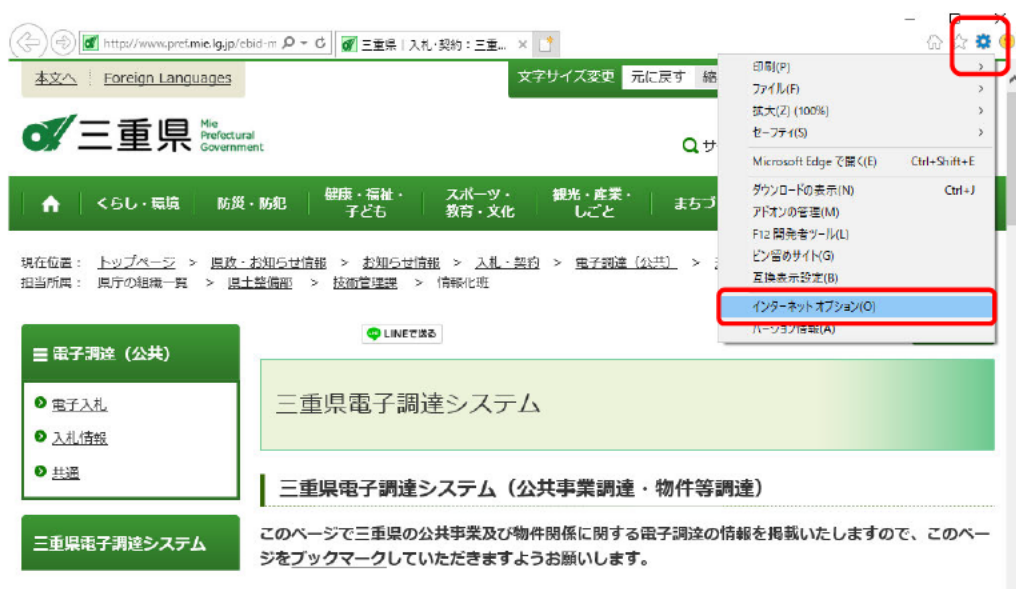 http://www.pref.mie.lg.jp/ebid-m
三重県 | 入札・契約：三重...
本文へ
Foreign Languages
文字サイズ変更
元に戻す
縮
三重県
Mie
Prefectural
Government
サ
くらし・環境
防災・防犯
健康・福祉・
子ども
スポーツ・
教育・文化
観光・産業・
しごと
まちづ
現在位置： トップページ > 県政・お知らせ情報 > お知らせ情報 > 入札・契約 > 電子調達（公共） >
担当所属： 県庁の組織一覧 > 県土整備部 > 技術管理課 > 情報化班
印刷(P)
ファイル(F)
拡大(Z) (100%)
セーフティ(S)
Microsoft Edge で開く(E) Ctrl+Shift+E
ダウンロードの表示(N) Ctrl+J
アドオンの管理(M)
F12 開発者ツール(L)
ピン留めサイト(G)
互換表示設定(B)
インターネット オプション(O)
バージョン情報(A)
LINEで送る
電子調達（公共）
電子入札
入札情報
共通
三重県電子調達システム
三重県電子調達システム
三重県電子調達システム（公共事業調達・物件等調達）
このページで三重県の公共事業及び物件関係に関する電子調達の情報を掲載いたしますので、このペー
ジをブックマークしていただきますようお願いします。